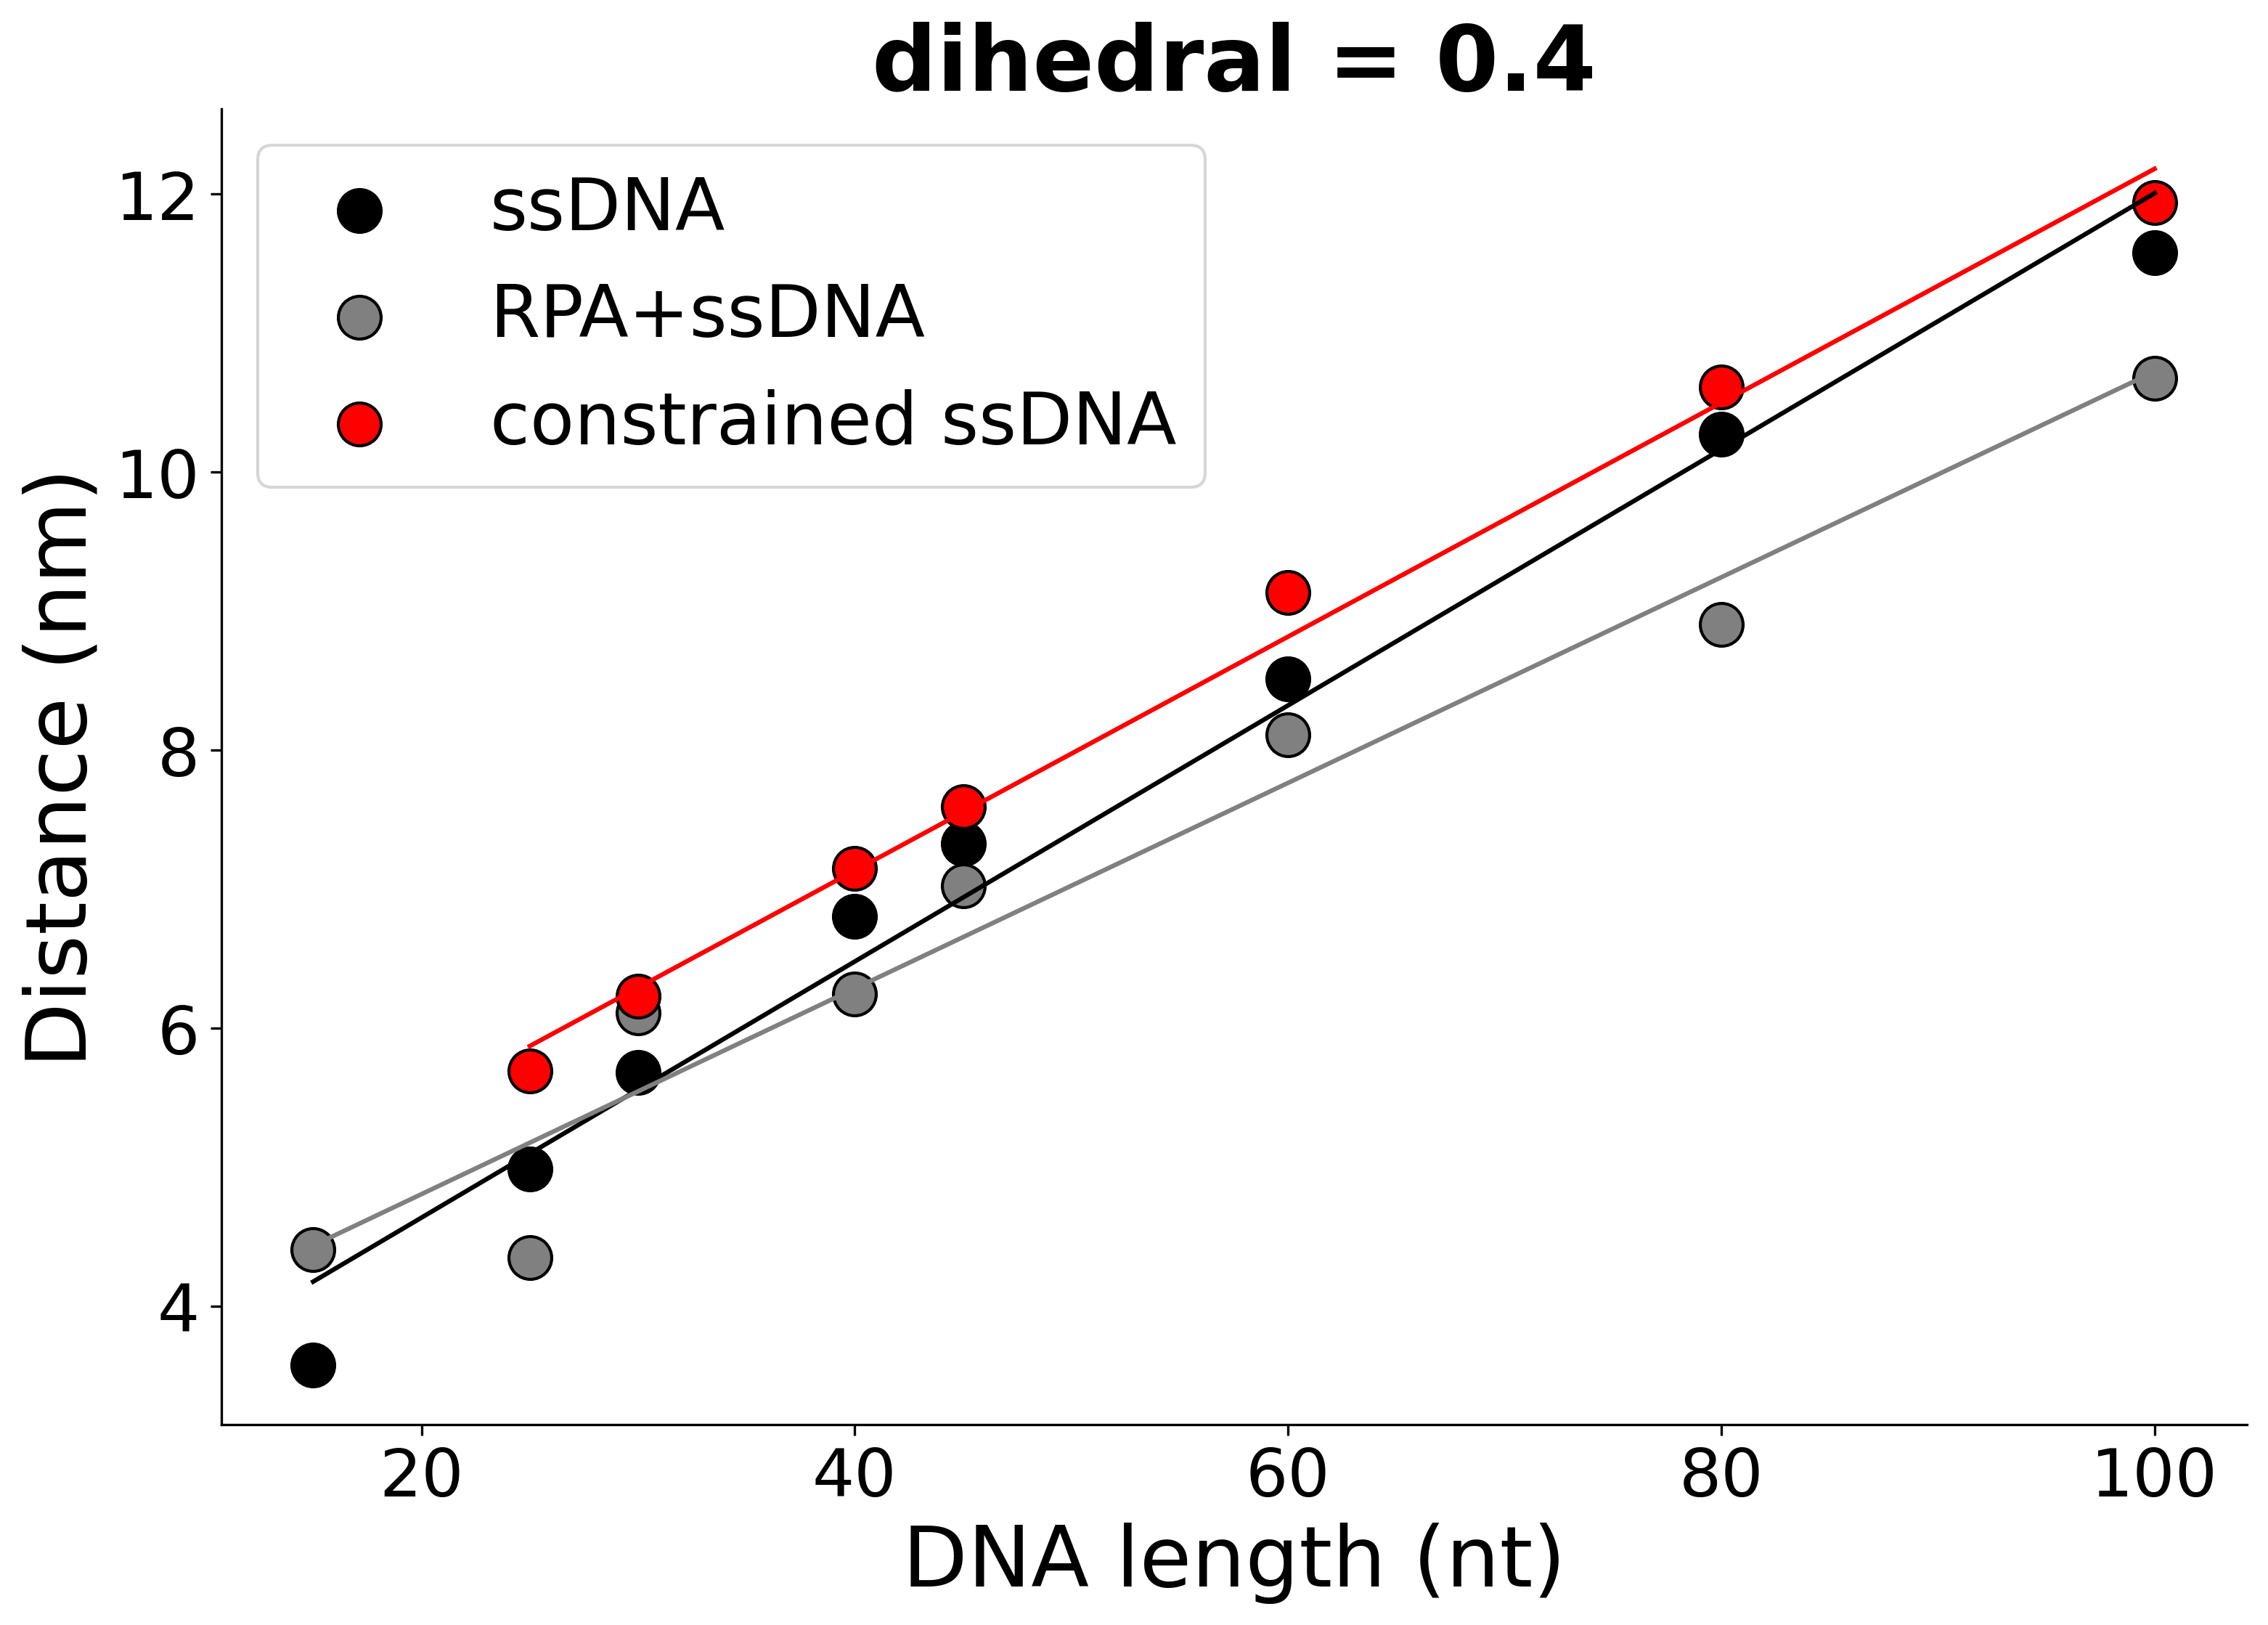 dihedral = 0.4
12
10
8
6
4
Distance (nm)
ssDNA
RPA+ssDNA
constrained ssDNA
20 40 60 80 100
DNA length (nt)